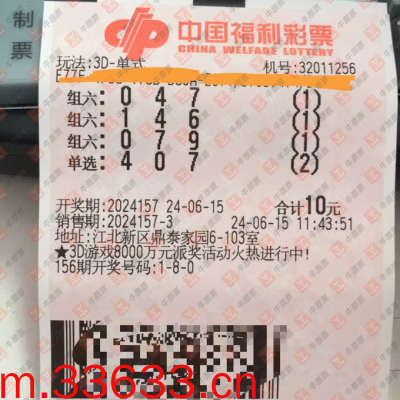 制
票
中国福利彩票
CHINA WELFARE LOTTERY
玩法:3D-单式 机号:32011256
组六: 0 4 7 (1)
组六: 1 4 6 (1)
组六: 0 7 9 (1)
单选: 4 0 7 (2)
开奖期:2024157 24-06-15 合计10元
销售期:2024157-3 24-06-15 11:43:51
地址:江北新区鼎泰家园6-103室
★3D游戏8000万元派奖活动火热进行中!
156期开奖号码:1-8-0
m.33633.cn